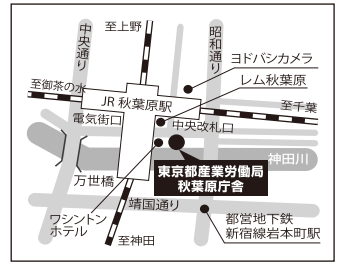 至上野
中央通り
昭和通り
ヨドバシカメラ
レム秋葉原
至御茶の水
JR 秋葉原駅
至千葉
電気街口
中央改札口
神田川
万世橋
東京都産業労働局
秋葉原庁舎
ワシントン
ホテル
靖国通り
都営地下鉄
新宿線岩本町駅
至神田